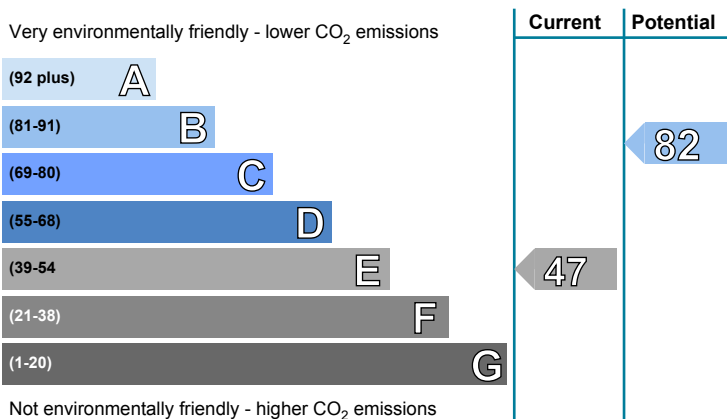 Current Potential
Very environmentally friendly - lower CO2 emissions
(92 plus) A
(81-91) B
82
(69-80) C
(55-68) D
(39-54 E
47
(21-38) F
(1-20) G
Not environmentally friendly - higher CO2 emissions